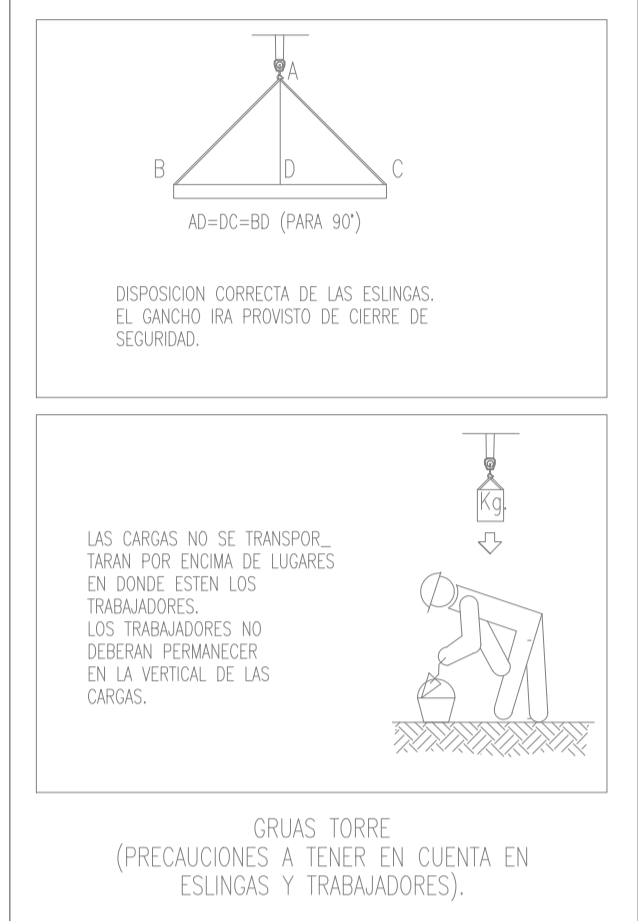 A
B D C
AD=DC=BD (PARA 90°)
DISPOSICION CORRECTA DE LAS ESLINGAS.
EL GANCHO IRA PROVISTO DE CIERRE DE
SEGURIDAD.
Kg.
LAS CARGAS NO SE TRANSPOR_
TARAN POR ENCIMA DE LUGARES
EN DONDE ESTEN LOS
TRABAJADORES.
LOS TRABAJADORES NO
DEBERAN PERMANECER
EN LA VERTICAL DE LAS
CARGAS.
GRUAS TORRE
(PRECAUCIONES A TENER EN CUENTA EN
ESLINGAS Y TRABAJADORES).